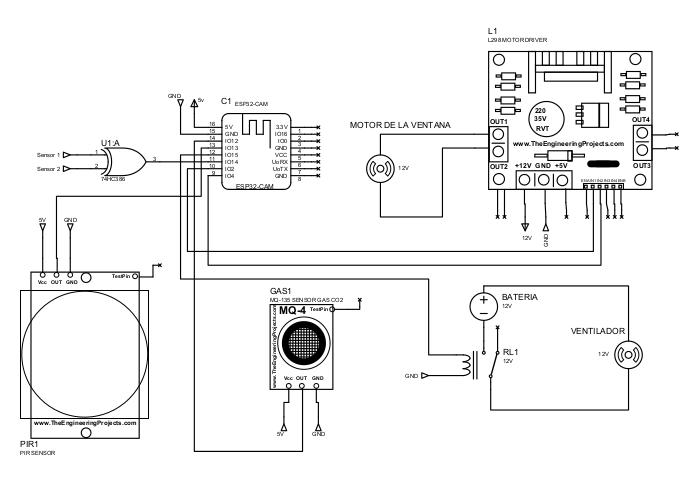 L1
L298 MOTOR DRIVER
220
35V
RVT
OUT1
OUT4
www.TheEngineeringProjects.com
OUT2
OUT3
+12V GND +5V
12V
GND
C1
ESP32-CAM
GND
5v
16 5V 3.3V
15 GND IO16 1
14 IO12 IO0 2
13 IO13 GND 3
12 IO15 VCC 4
11 IO14 UoRX 5
10 IO2 UoTX 6
9 IO4 GND 7
8
ESP32-CAM
MOTOR DE LA VENTANA
12V
U1:A
Sensor 1 1
Sensor 2 2
3
74HC386
5V
GND
Vcc OUT GND
TestPin
www.TheEngineeringProjects.com
PIR1
PIR SENSOR
GAS1
MQ-135 SENSOR GAS CO2
MQ-4
TestPin
www.TheEngineeringProjects.com
Vcc OUT GND
5V
GND
BATERIA
12V
VENTILADOR
12V
RL1
12V
GND